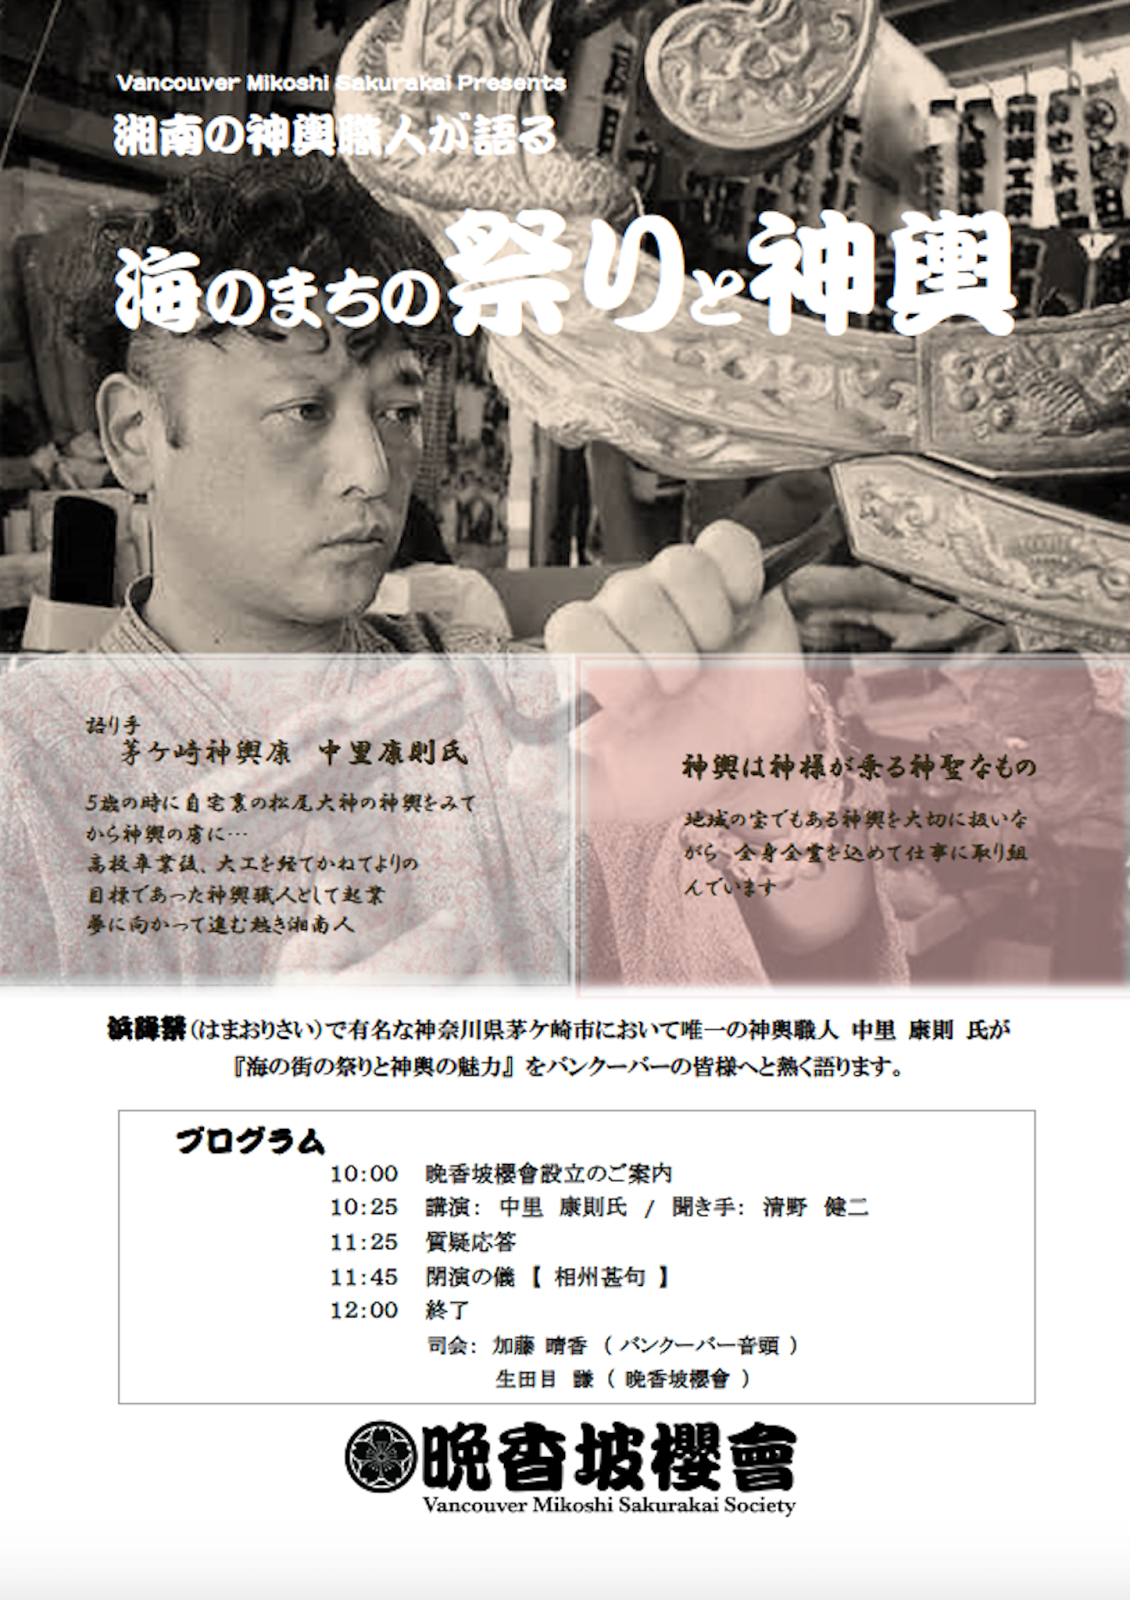 Vancouver Mikoshi Sakurakai Presents
湘南の神輿職人が語る
海のまちの祭りと神輿
語り手
茅ケ崎神輿康 中里康則氏
5歳の時に自宅裏の松尾大神の神輿をみて
から神輿の虜に…
高校卒業後、大工を経てかねてよりの
目標であった神輿職人として起業
夢に向かって進む熱き湘南人
神輿は神様が乗る神聖なもの
地域の宝でもある神輿を大切に扱いな
がら 全身全霊を込めて仕事に取り組
んでいます
浜降祭(はまおりさい)で有名な神奈川県茅ケ崎市において唯一の神輿職人 中里 康則 氏が
『海の街の祭りと神輿の魅力』をバンクーバーの皆様へと熱く語ります。
プログラム
10:00 晩香坡櫻會設立のご案内
10:25 講演: 中里 康則氏 / 聞き手: 清野 健二
11:25 質疑応答
11:45 閉演の儀【 相州甚句 】
12:00 終了
司会: 加藤 晴香 ( バンクーバー音頭 )
生田目 謙 ( 晩香坡櫻會 )
晩香坡櫻會
Vancouver Mikoshi Sakurakai Society